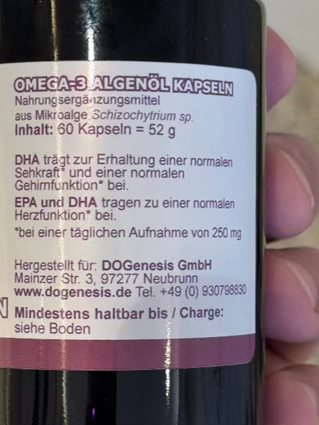 OMEGA-3 ALGENÖL KAPSELN
Nahrungsergänzungsmittel
aus Mikroalge Schizochytrium sp.
Inhalt: 60 Kapseln = 52 g
DHA trägt zur Erhaltung einer normalen
Sehkraft* und einer normalen
Gehirnfunktion* bei.
EPA und DHA tragen zu einer normalen
Herzfunktion* bei.
*bei einer täglichen Aufnahme von 250 mg
Hergestellt für: DOGenesis GmbH
Mainzer Str. 3, 97277 Neubrunn
www.dogenesis.de Tel. +49 (0) 930798830
Mindestens haltbar bis / Charge:
siehe Boden